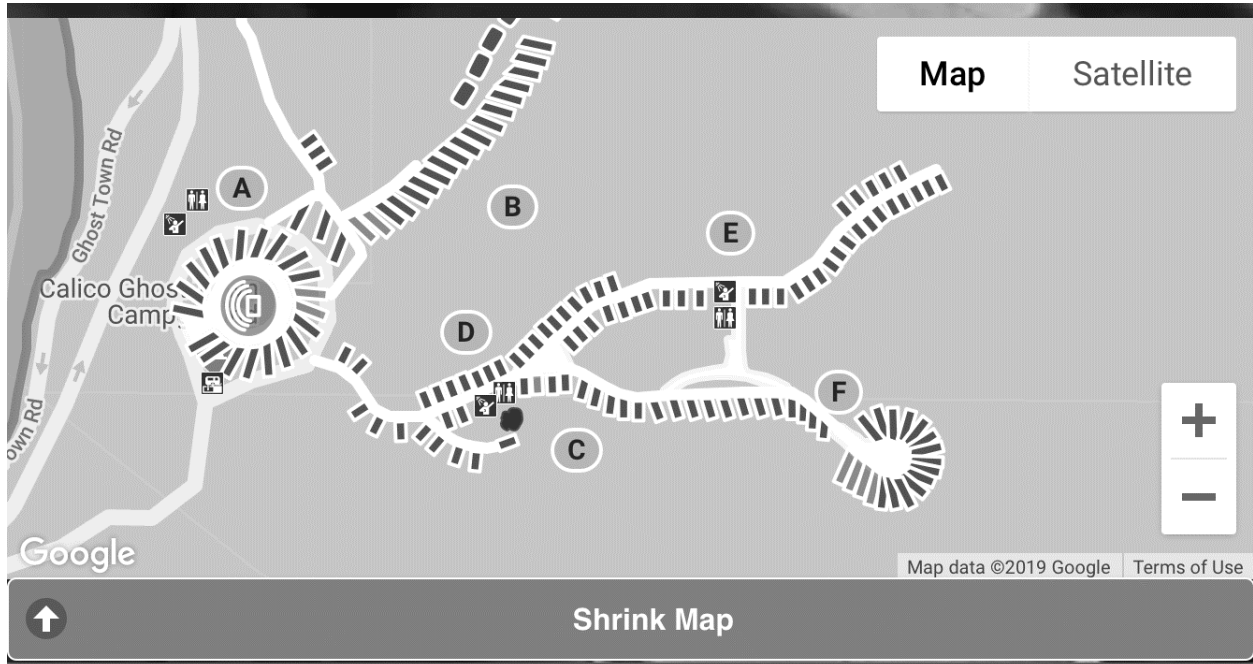 Map
Satellite
Ghost Town Rd
A
B
E
Calico Ghos
Camp
D
F
own Rd
C
Google
Map data ©2019 Google
Terms of Use
Shrink Map